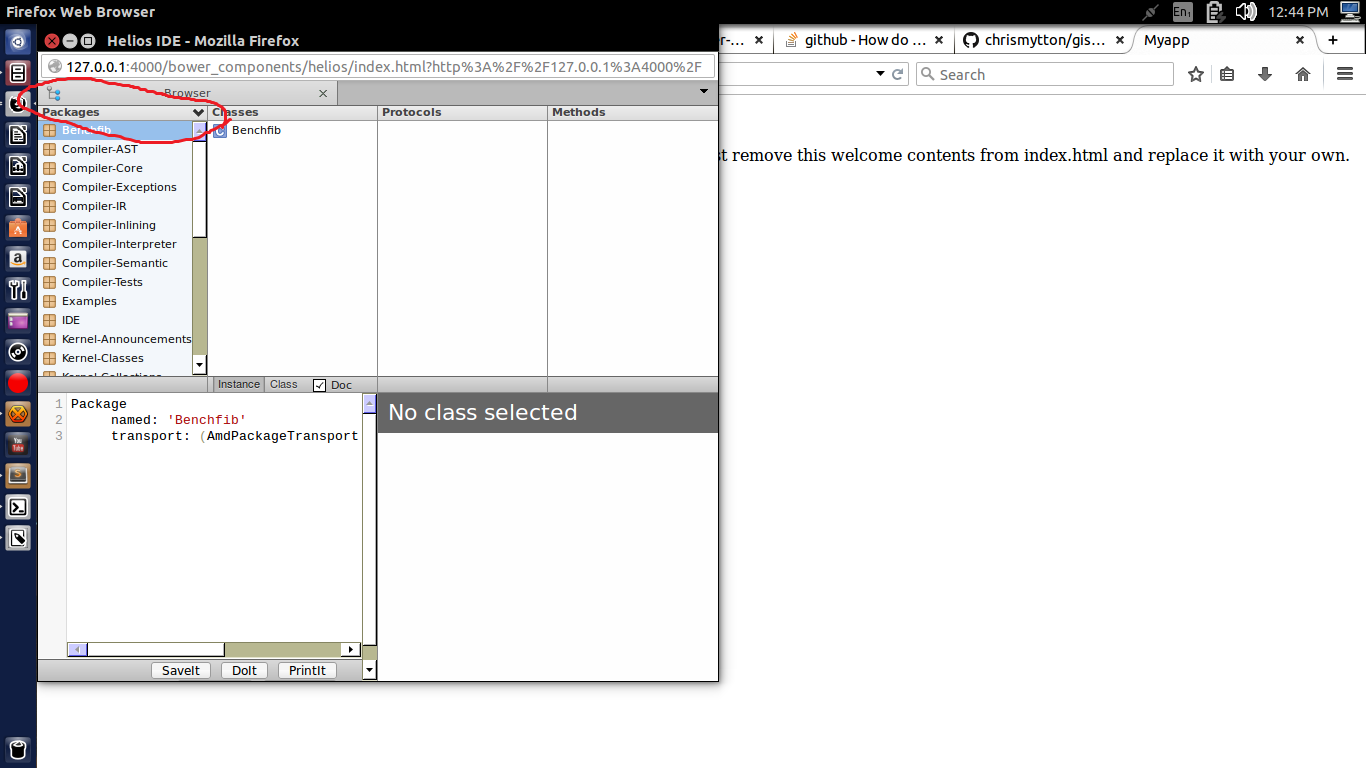 Firefox Web Browser
En1
12:44 PM
Helios IDE - Mozilla Firefox
127.0.0.1:4000/bower_components/helios/index.html?http%3A%2F%2F127.0.0.1%3A4000%2F
github - How do ...
chrismytton/gis...
Myapp
Search
Browser
Packages
Classes
Protocols
Methods
Benchfib
Compiler-AST
Compiler-Core
Compiler-Exceptions
Compiler-IR
Compiler-Inlining
Compiler-Interpreter
Compiler-Semantic
Compiler-Tests
Examples
IDE
Kernel-Announcements
Kernel-Classes
Kernel-Collections
Benchfib
remove this welcome contents from index.html and replace it with your own.
Instance
Class
Doc
1 Package
2 named: 'Benchfib'
3 transport: (AmdPackageTransport
No class selected
SaveIt
DoIt
PrintIt
You Tube